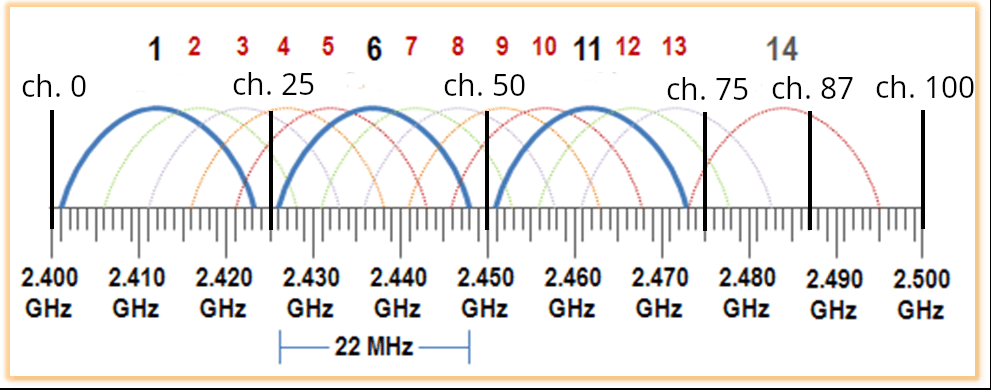 1 2 3 4 5 6 7 8 9 10 11 12 13 14
ch. 0 ch. 25 ch. 50 ch. 75 ch. 87 ch. 100
2.400 2.410 2.420 2.430 2.440 2.450 2.460 2.470 2.480 2.490 2.500
GHz GHz GHz GHz GHz GHz GHz GHz GHz GHz GHz
22 MHz